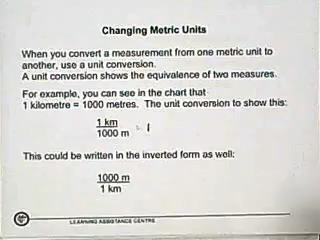 Changing Metric Units
When you convert a measurement from one metric unit to
another, use a unit conversion.
A unit conversion shows the equivalence of two measures.
For example, you can see in the chart that
1 kilometre = 1000 metres. The unit conversion to show this:
1 km
1000 m
= 1
This could be written in the inverted form as well:
1000 m
1 km
LEARNING ASSISTANCE CENTRE